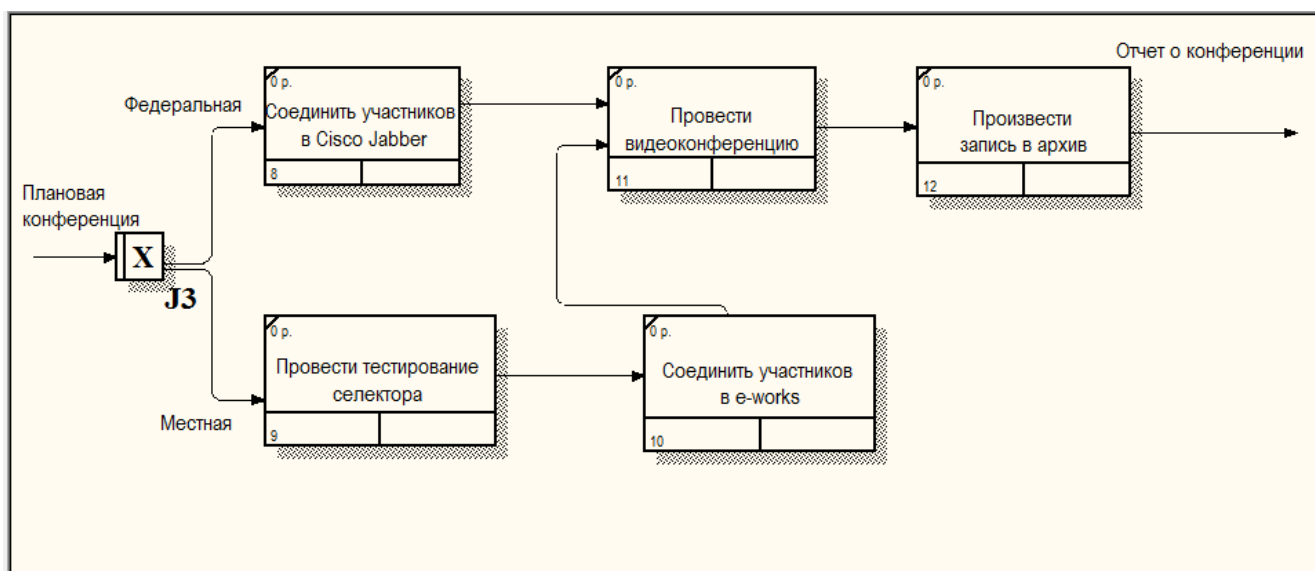 Отчет о конференции
0 р.
Соединить участников
в Cisco Jabber
8
0 р.
Провести
видеоконференцию
11
0 р.
Произвести
запись в архив
12
Федеральная
Плановая
конференция
X
J3
0 р.
Провести тестирование
селектора
9
0 р.
Соединить участников
в e-works
10
Местная